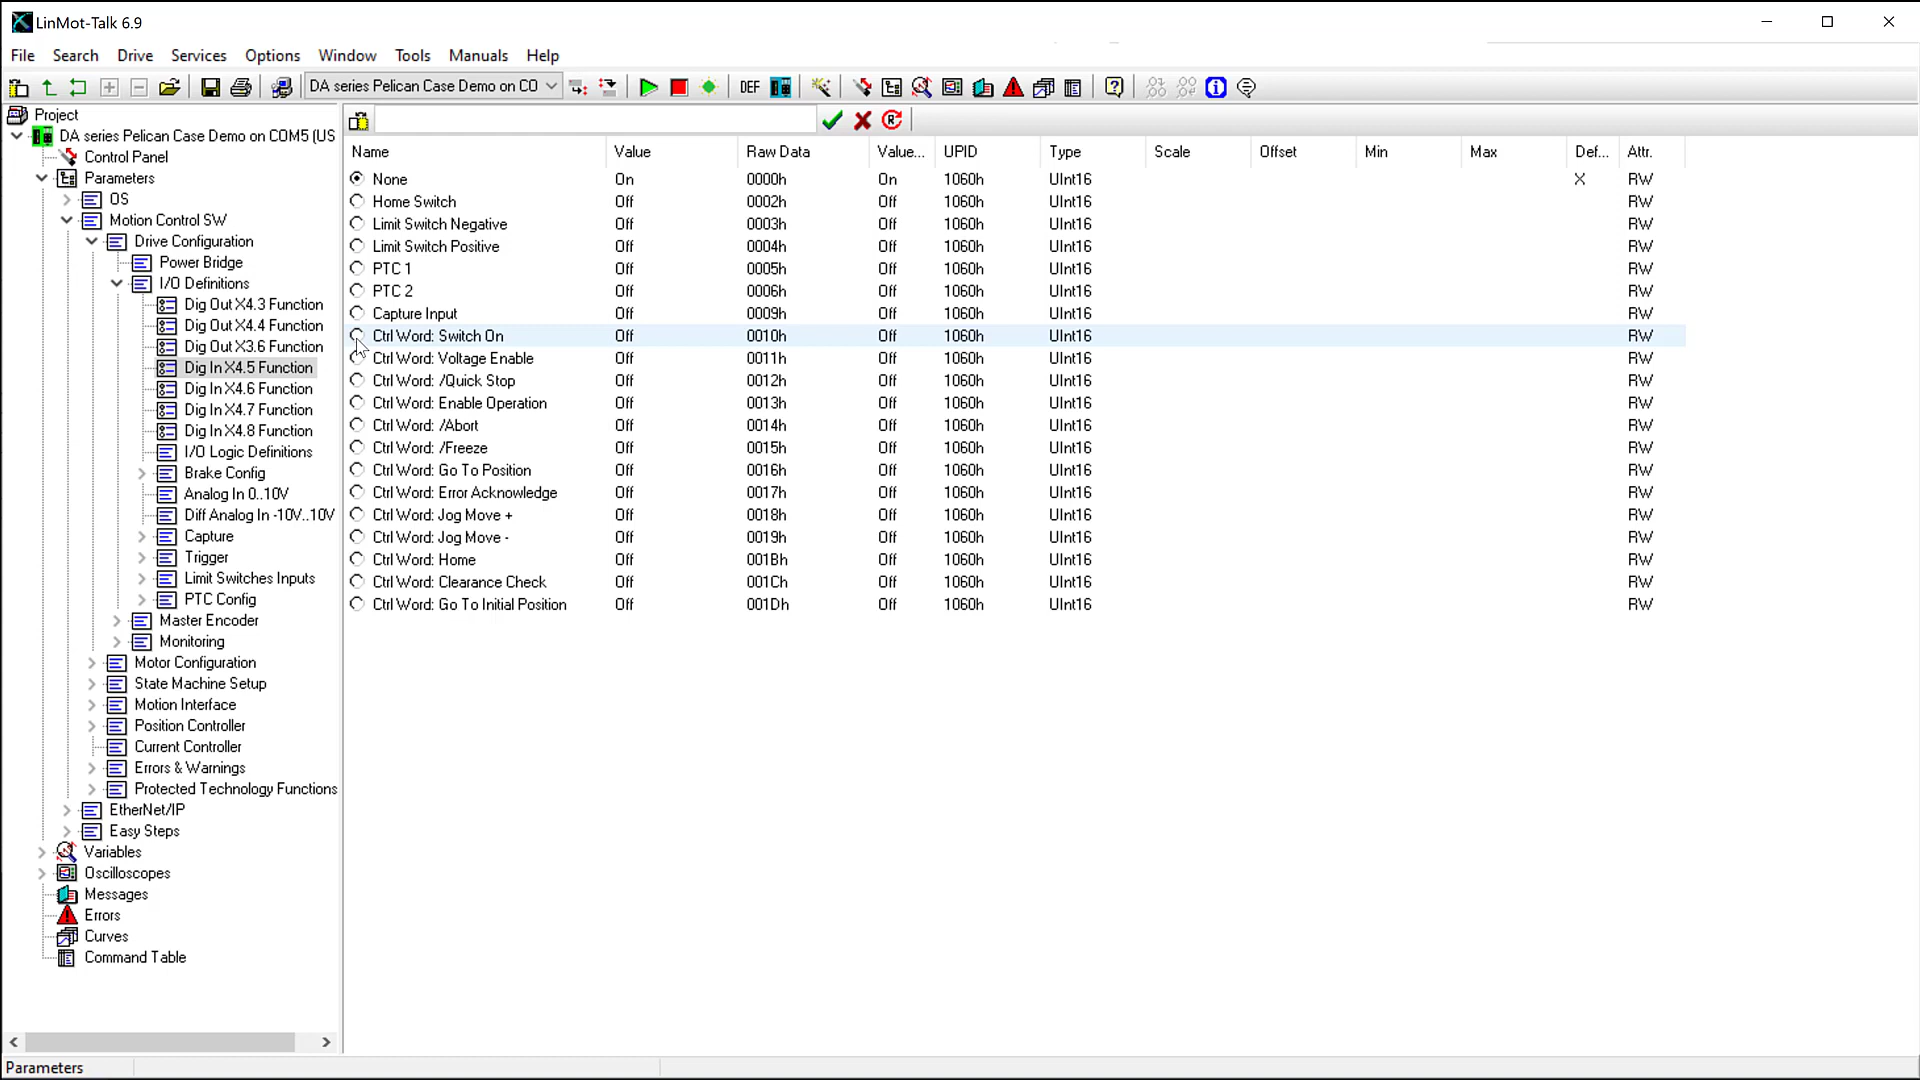 LinMot-Talk 6.9
File Search Drive Services Options Window Tools Manuals Help
DA series Pelican Case Demo on CO DEF
Project
DA series Pelican Case Demo on COM5 (US
Control Panel
Parameters
OS
Motion Control SW
Drive Configuration
Power Bridge
I/O Definitions
Dig Out X4.3 Function
Dig Out X4.4 Function
Dig Out X3.6 Function
Dig In X4.5 Function
Dig In X4.6 Function
Dig In X4.7 Function
Dig In X4.8 Function
I/O Logic Definitions
Brake Config
Analog In 0..10V
Diff Analog In -10V..10V
Capture
Trigger
Limit Switches Inputs
PTC Config
Master Encoder
Monitoring
Motor Configuration
State Machine Setup
Motion Interface
Position Controller
Current Controller
Errors & Warnings
Protected Technology Functions
EtherNet/IP
Easy Steps
Variables
Oscilloscopes
Messages
Errors
Curves
Command Table
Name Value Raw Data Value... UPID Type Scale Offset Min Max Def... Attr.
None On 0000h On 1060h UInt16 X RW
Home Switch Off 0002h Off 1060h UInt16 RW
Limit Switch Negative Off 0003h Off 1060h UInt16 RW
Limit Switch Positive Off 0004h Off 1060h UInt16 RW
PTC 1 Off 0005h Off 1060h UInt16 RW
PTC 2 Off 0006h Off 1060h UInt16 RW
Capture Input Off 0009h Off 1060h UInt16 RW
Ctrl Word: Switch On Off 0010h Off 1060h UInt16 RW
Ctrl Word: Voltage Enable Off 0011h Off 1060h UInt16 RW
Ctrl Word: /Quick Stop Off 0012h Off 1060h UInt16 RW
Ctrl Word: Enable Operation Off 0013h Off 1060h UInt16 RW
Ctrl Word: /Abort Off 0014h Off 1060h UInt16 RW
Ctrl Word: /Freeze Off 0015h Off 1060h UInt16 RW
Ctrl Word: Go To Position Off 0016h Off 1060h UInt16 RW
Ctrl Word: Error Acknowledge Off 0017h Off 1060h UInt16 RW
Ctrl Word: Jog Move + Off 0018h Off 1060h UInt16 RW
Ctrl Word: Jog Move - Off 0019h Off 1060h UInt16 RW
Ctrl Word: Home Off 001Bh Off 1060h UInt16 RW
Ctrl Word: Clearance Check Off 001Ch Off 1060h UInt16 RW
Ctrl Word: Go To Initial Position Off 001Dh Off 1060h UInt16 RW
Parameters